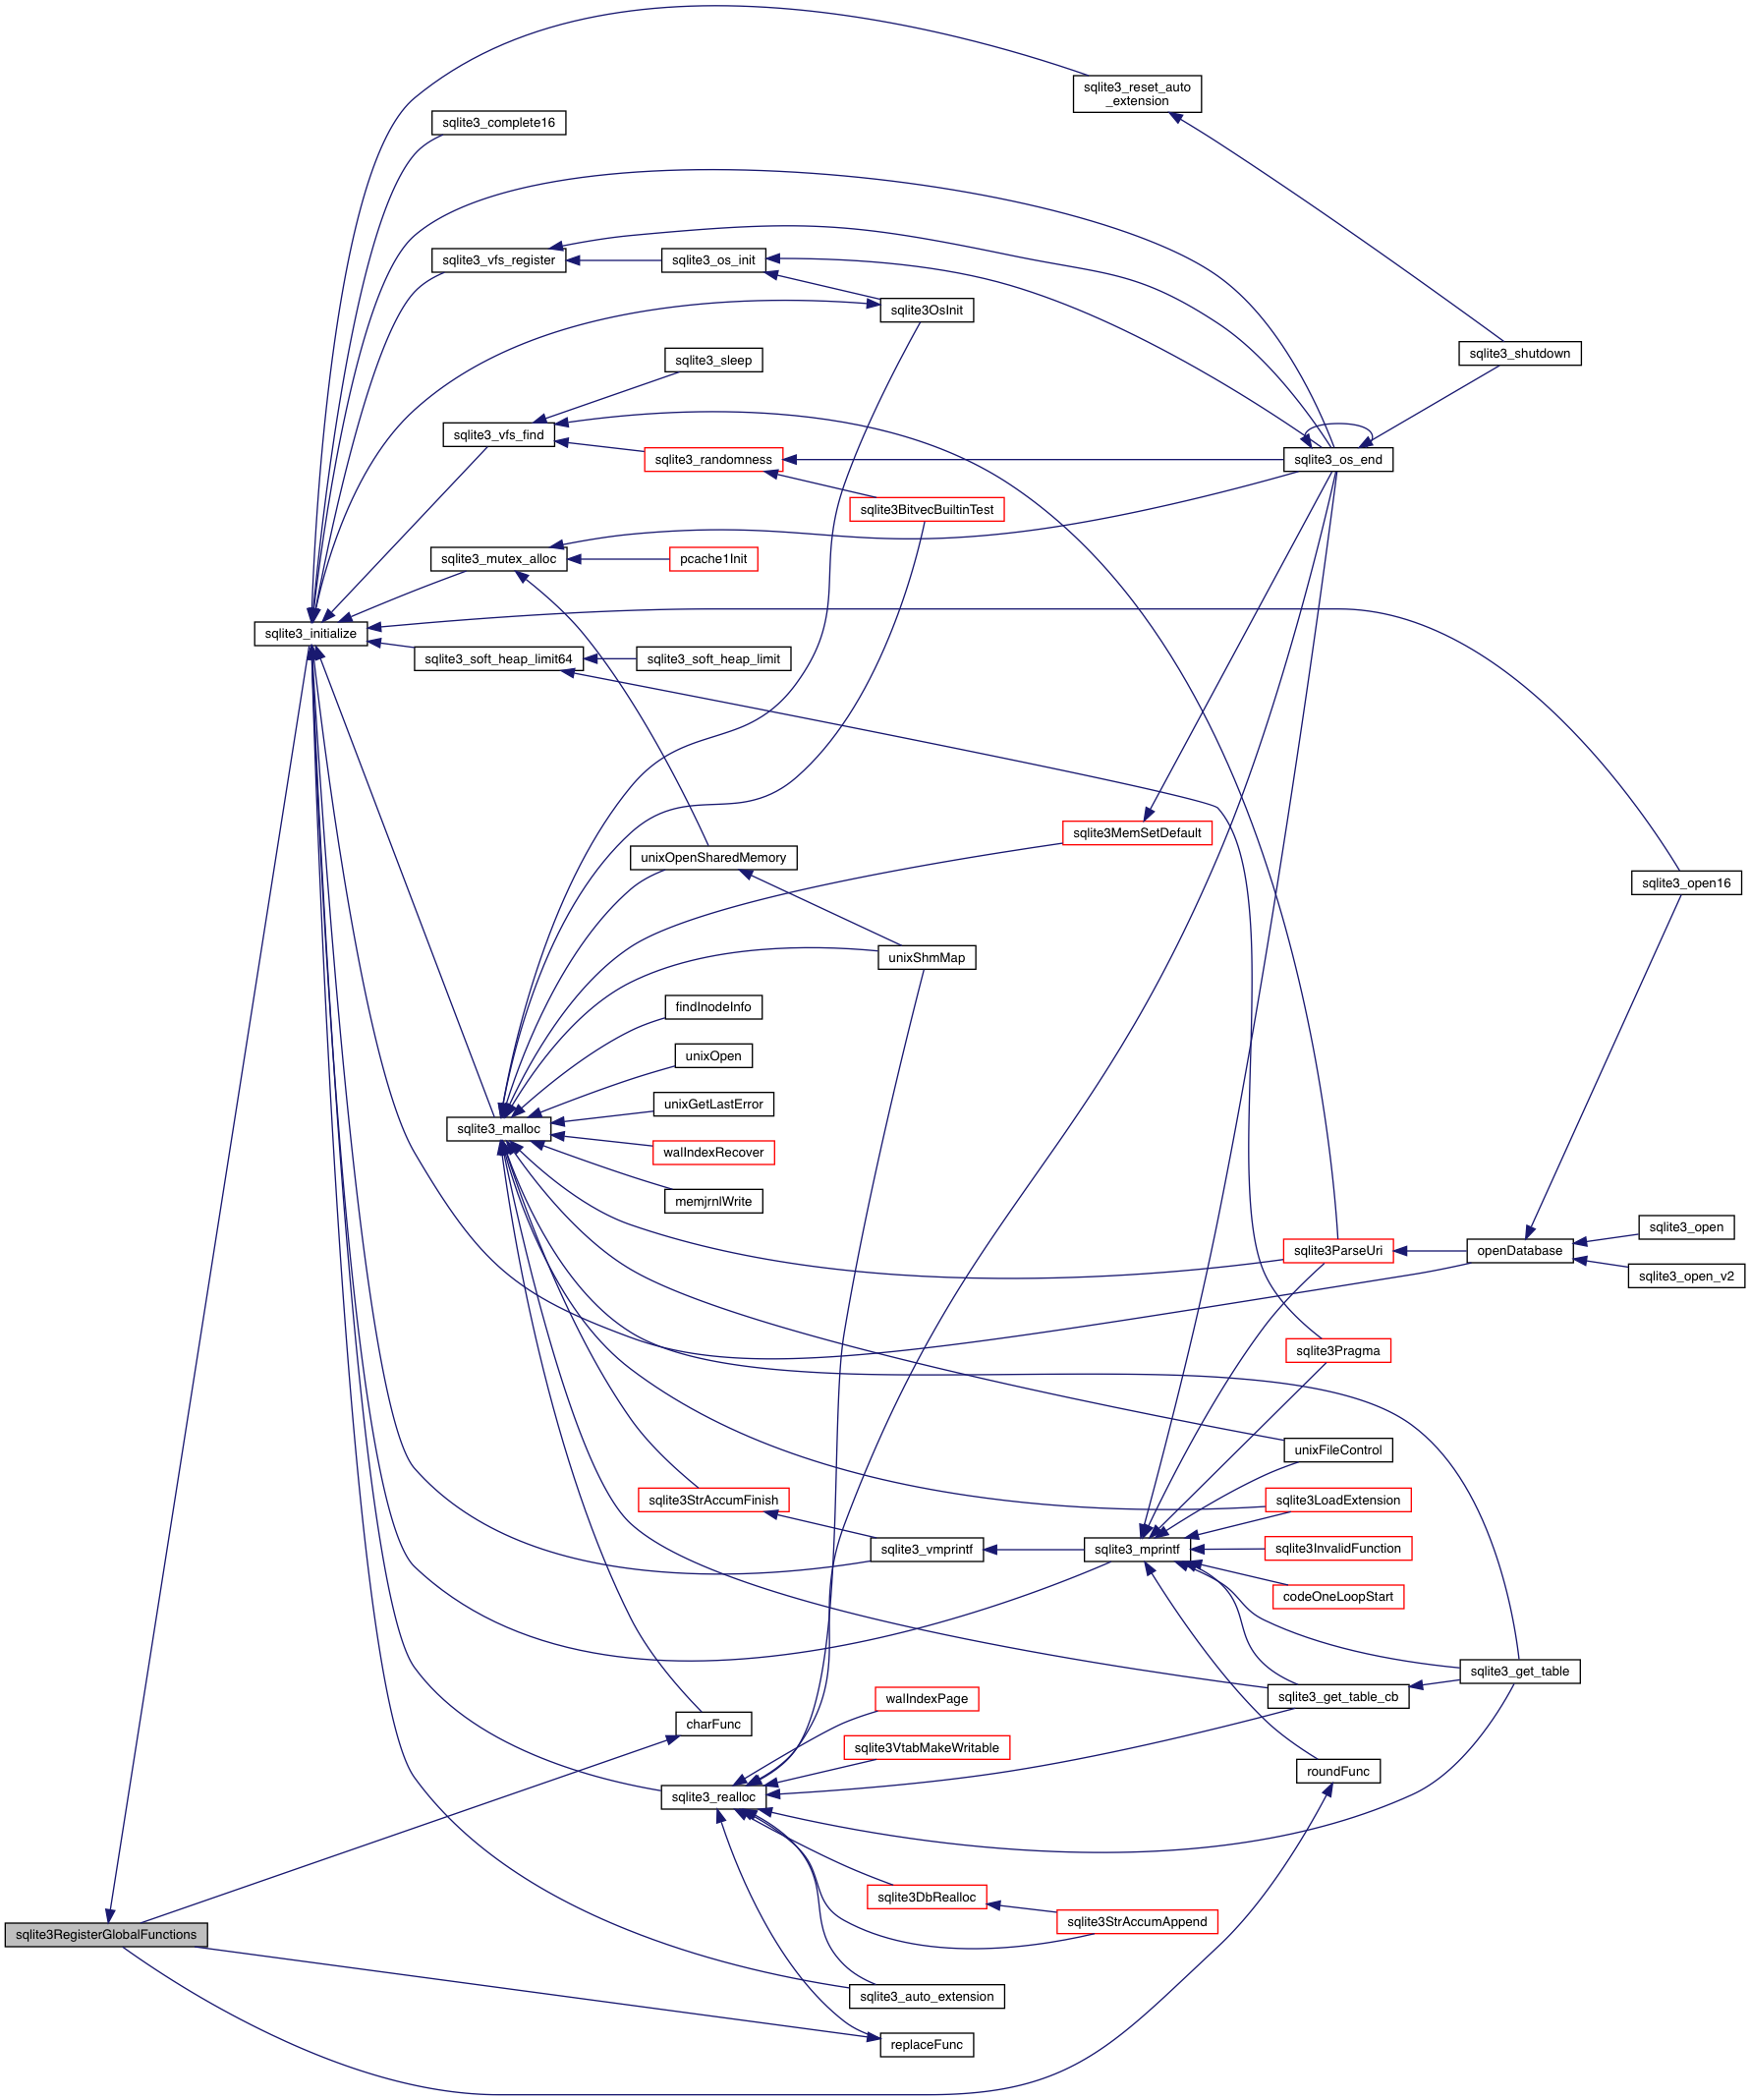 sqlite3_reset_auto
_extension
sqlite3_complete16
sqlite3_vfs_register
sqlite3_os_init
sqlite3OsInit
sqlite3_sleep
sqlite3_shutdown
sqlite3_vfs_find
sqlite3_randomness
sqlite3_os_end
sqlite3BitvecBuiltinTest
sqlite3_mutex_alloc
pcache1Init
sqlite3_initialize
sqlite3_soft_heap_limit64
sqlite3_soft_heap_limit
sqlite3MemSetDefault
unixOpenSharedMemory
sqlite3_open16
unixShmMap
findInodeInfo
unixOpen
unixGetLastError
sqlite3_malloc
walIndexRecover
memjrnlWrite
sqlite3_open
sqlite3ParseUri
openDatabase
sqlite3_open_v2
sqlite3Pragma
unixFileControl
sqlite3StrAccumFinish
sqlite3LoadExtension
sqlite3_vmprintf
sqlite3_mprintf
sqlite3InvalidFunction
codeOneLoopStart
sqlite3_get_table
sqlite3_get_table_cb
walIndexPage
charFunc
sqlite3VtabMakeWritable
roundFunc
sqlite3_realloc
sqlite3DbRealloc
sqlite3StrAccumAppend
sqlite3RegisterGlobalFunctions
sqlite3_auto_extension
replaceFunc